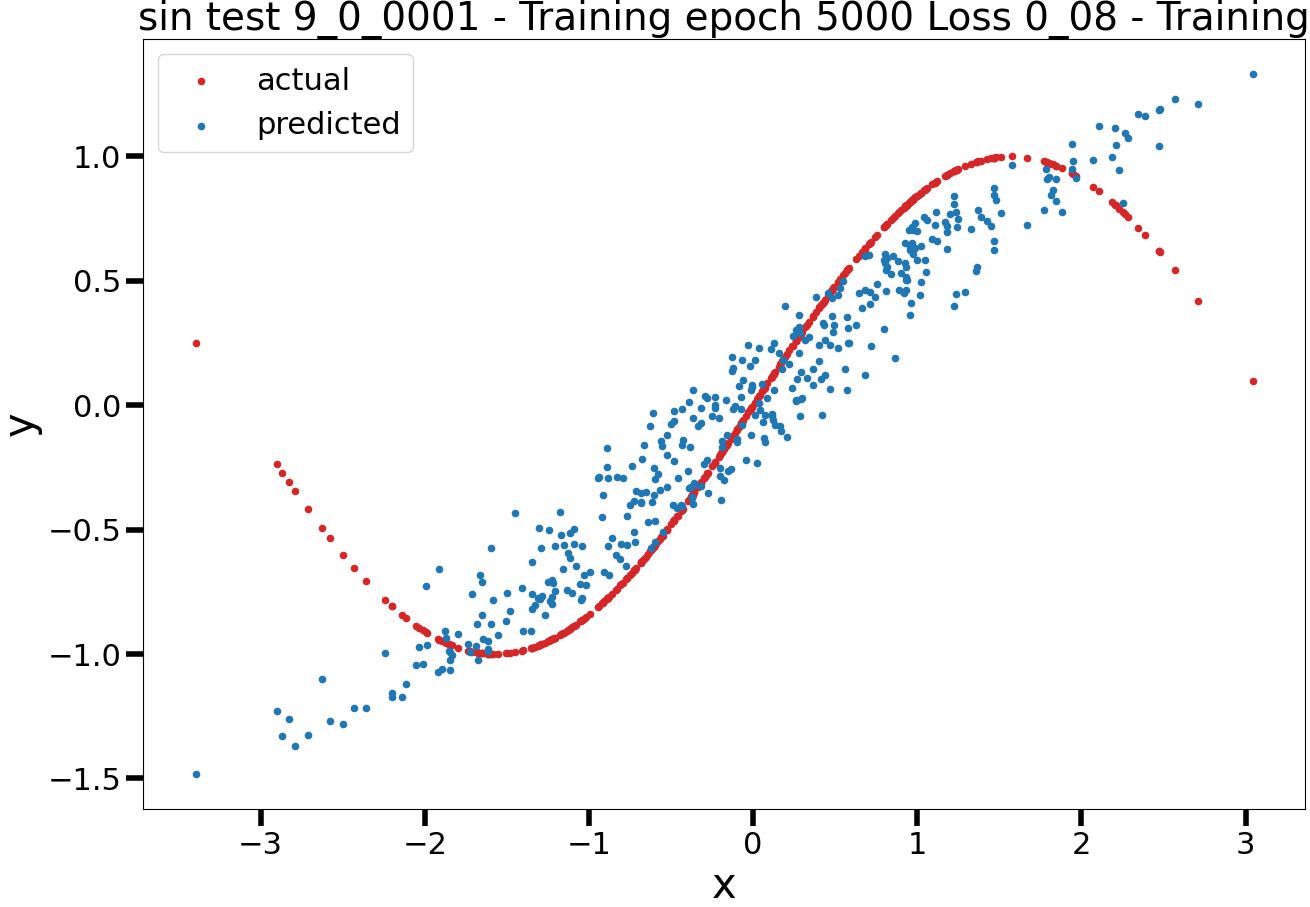 sin test 9_0_0001 - Training epoch 5000 Loss 0_08 - Training
actual
predicted
1.0
0.5
0.0
−0.5
−1.0
−1.5
y
−3
−2
−1
0
1
2
3
x